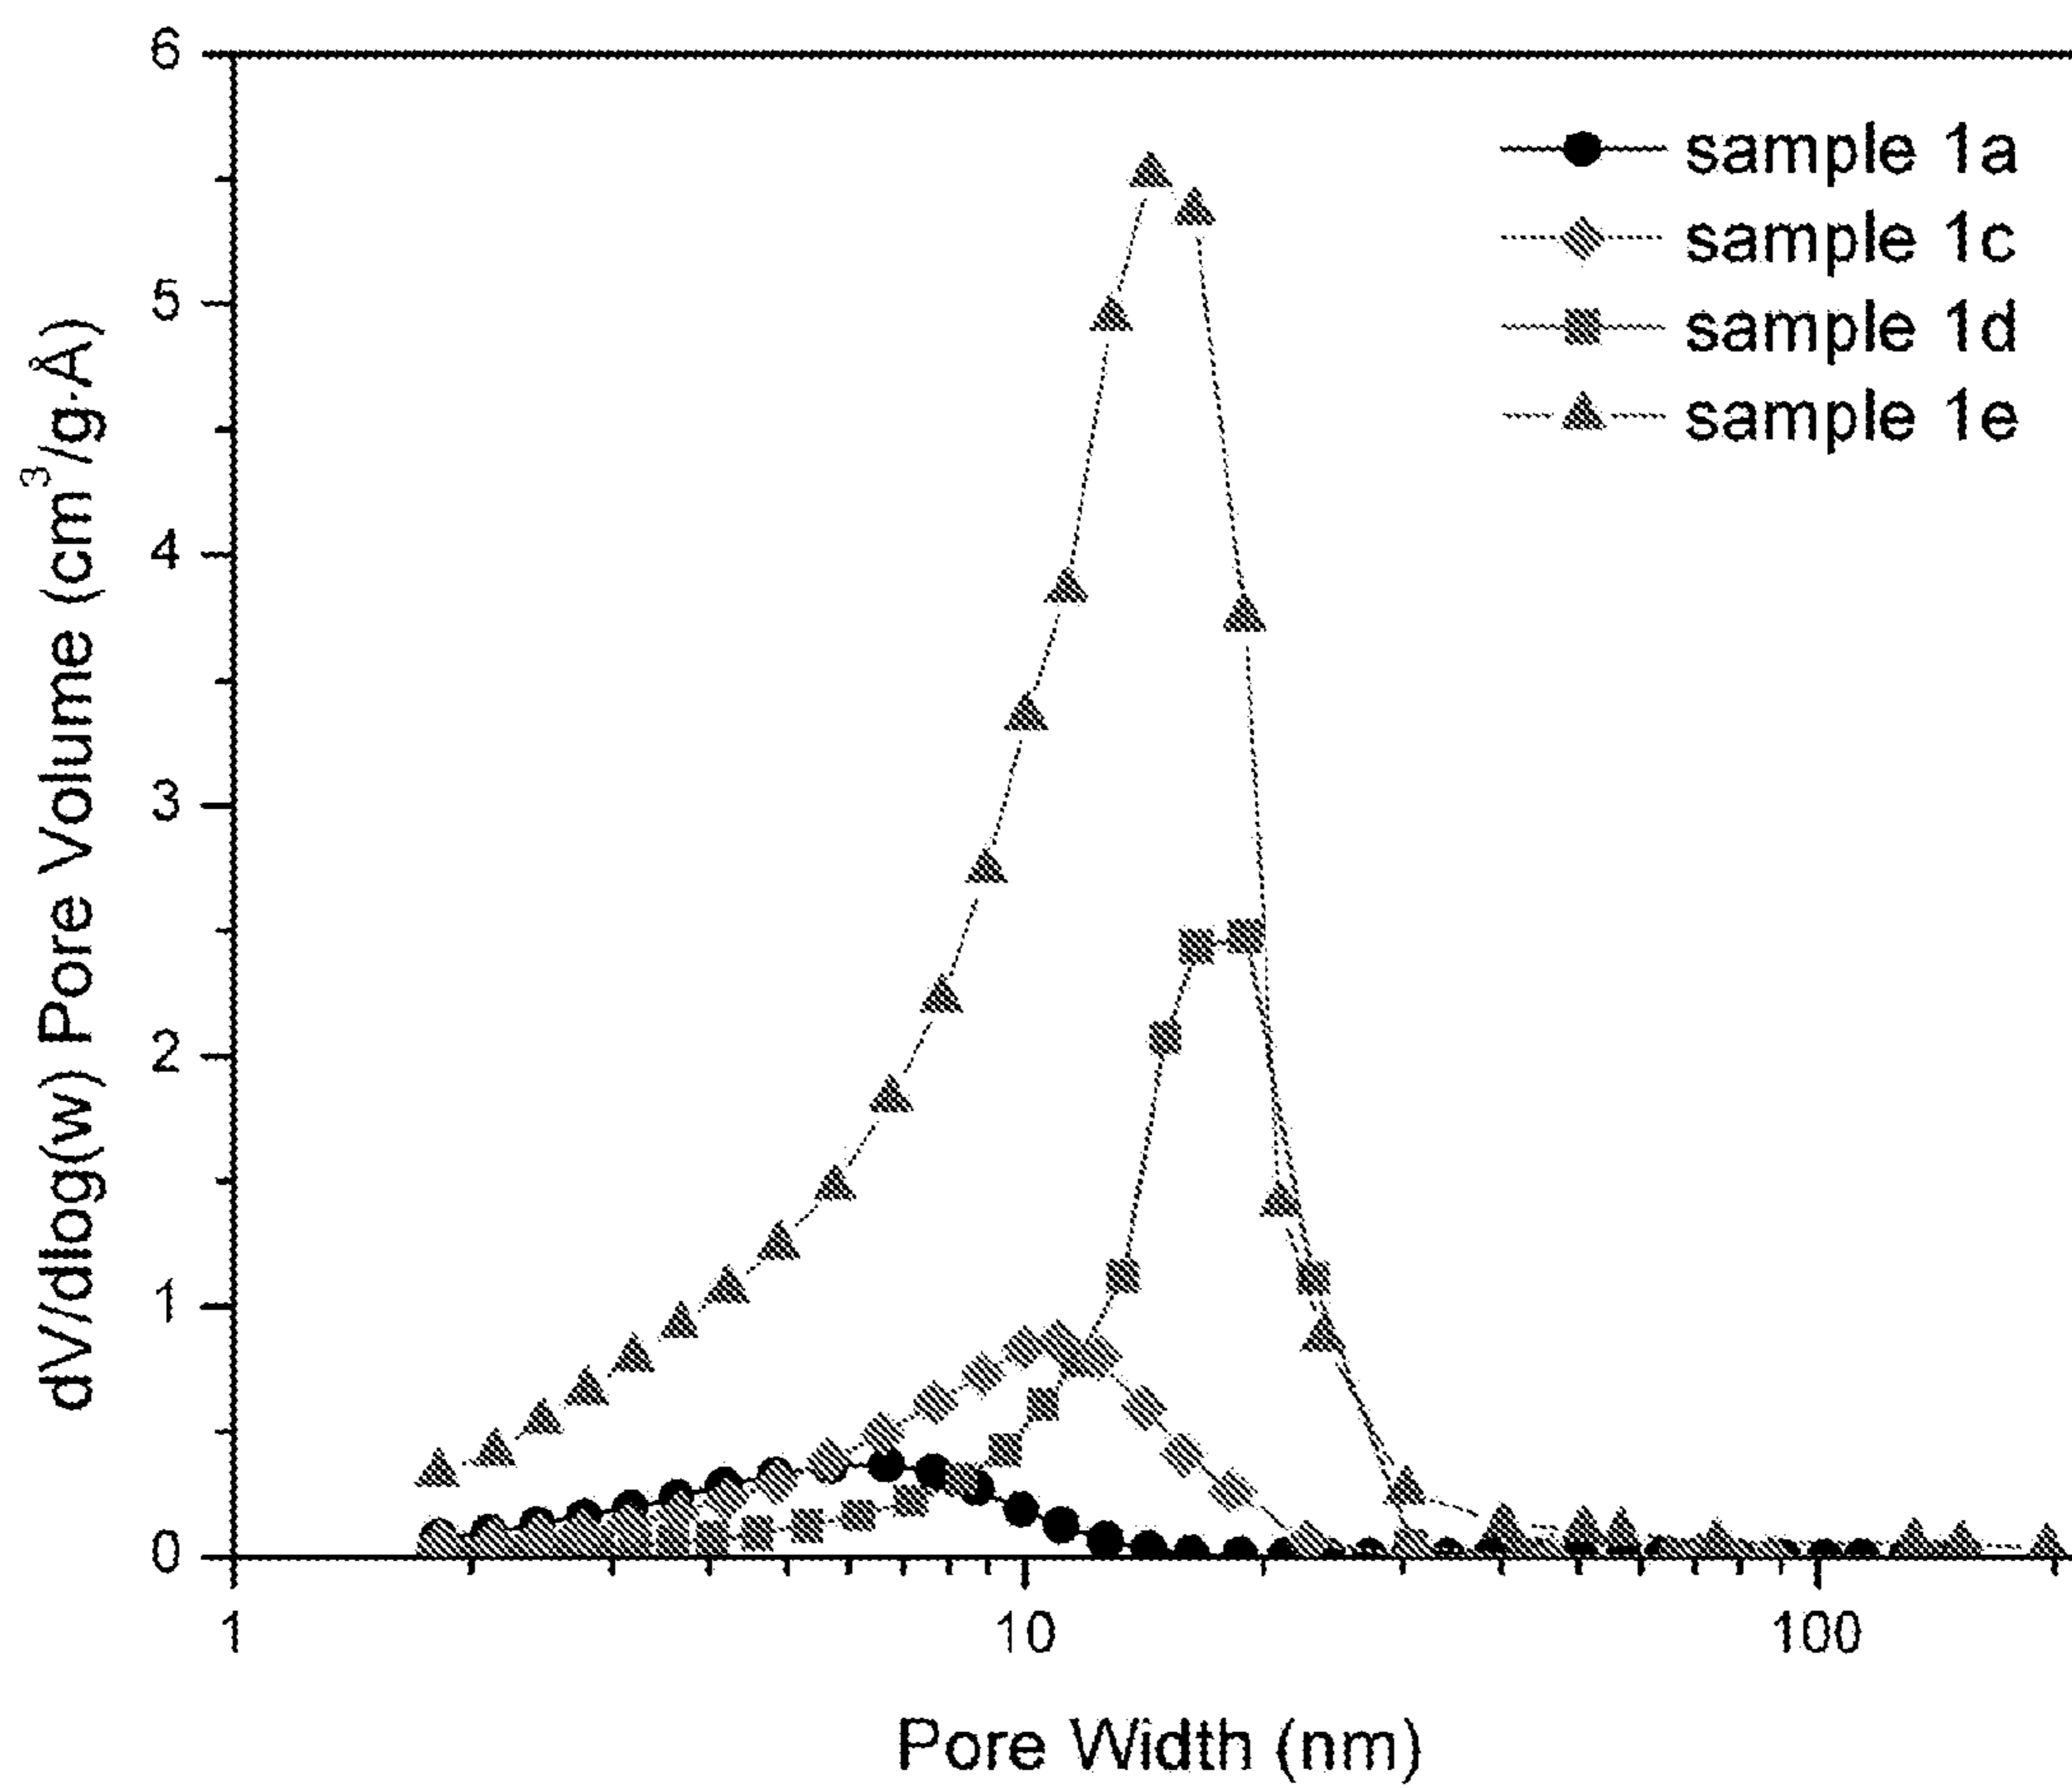 6
5
4
3
2
1
0
1
10
100
dV/dlog(w) Pore Volume (cm³/g·Å)
Pore Width (nm)
sample 1a
sample 1c
sample 1d
sample 1e